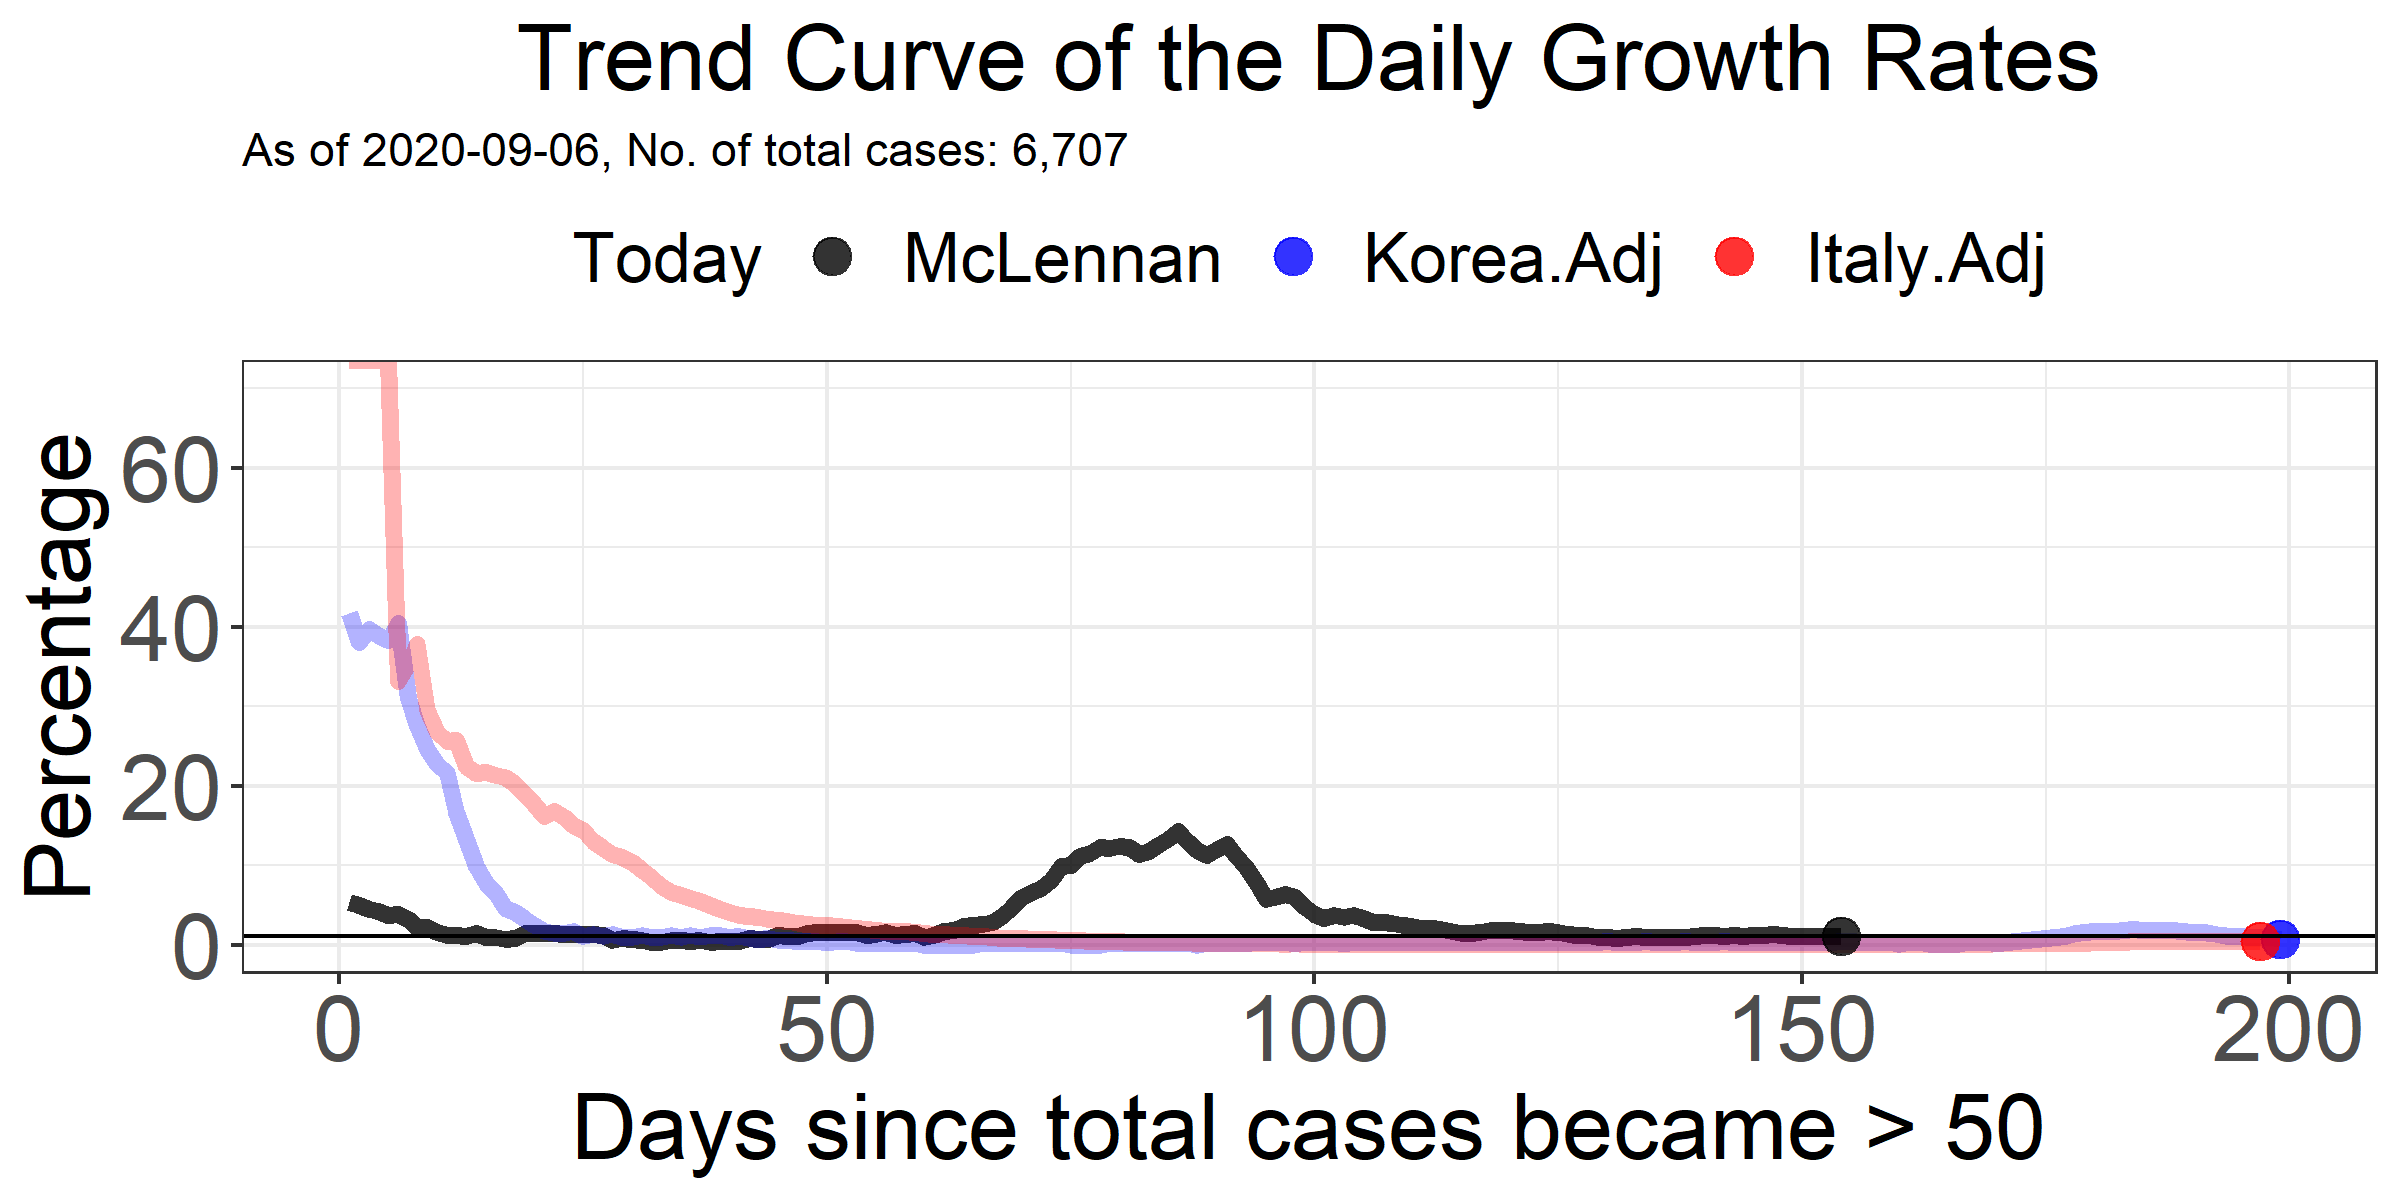 Trend Curve of the Daily Growth Rates
As of 2020-09-06, No. of total cases: 6,707
Today McLennan Korea.Adj Italy.Adj
Percentage
60
40
20
0
0 50 100 150 200
Days since total cases became > 50